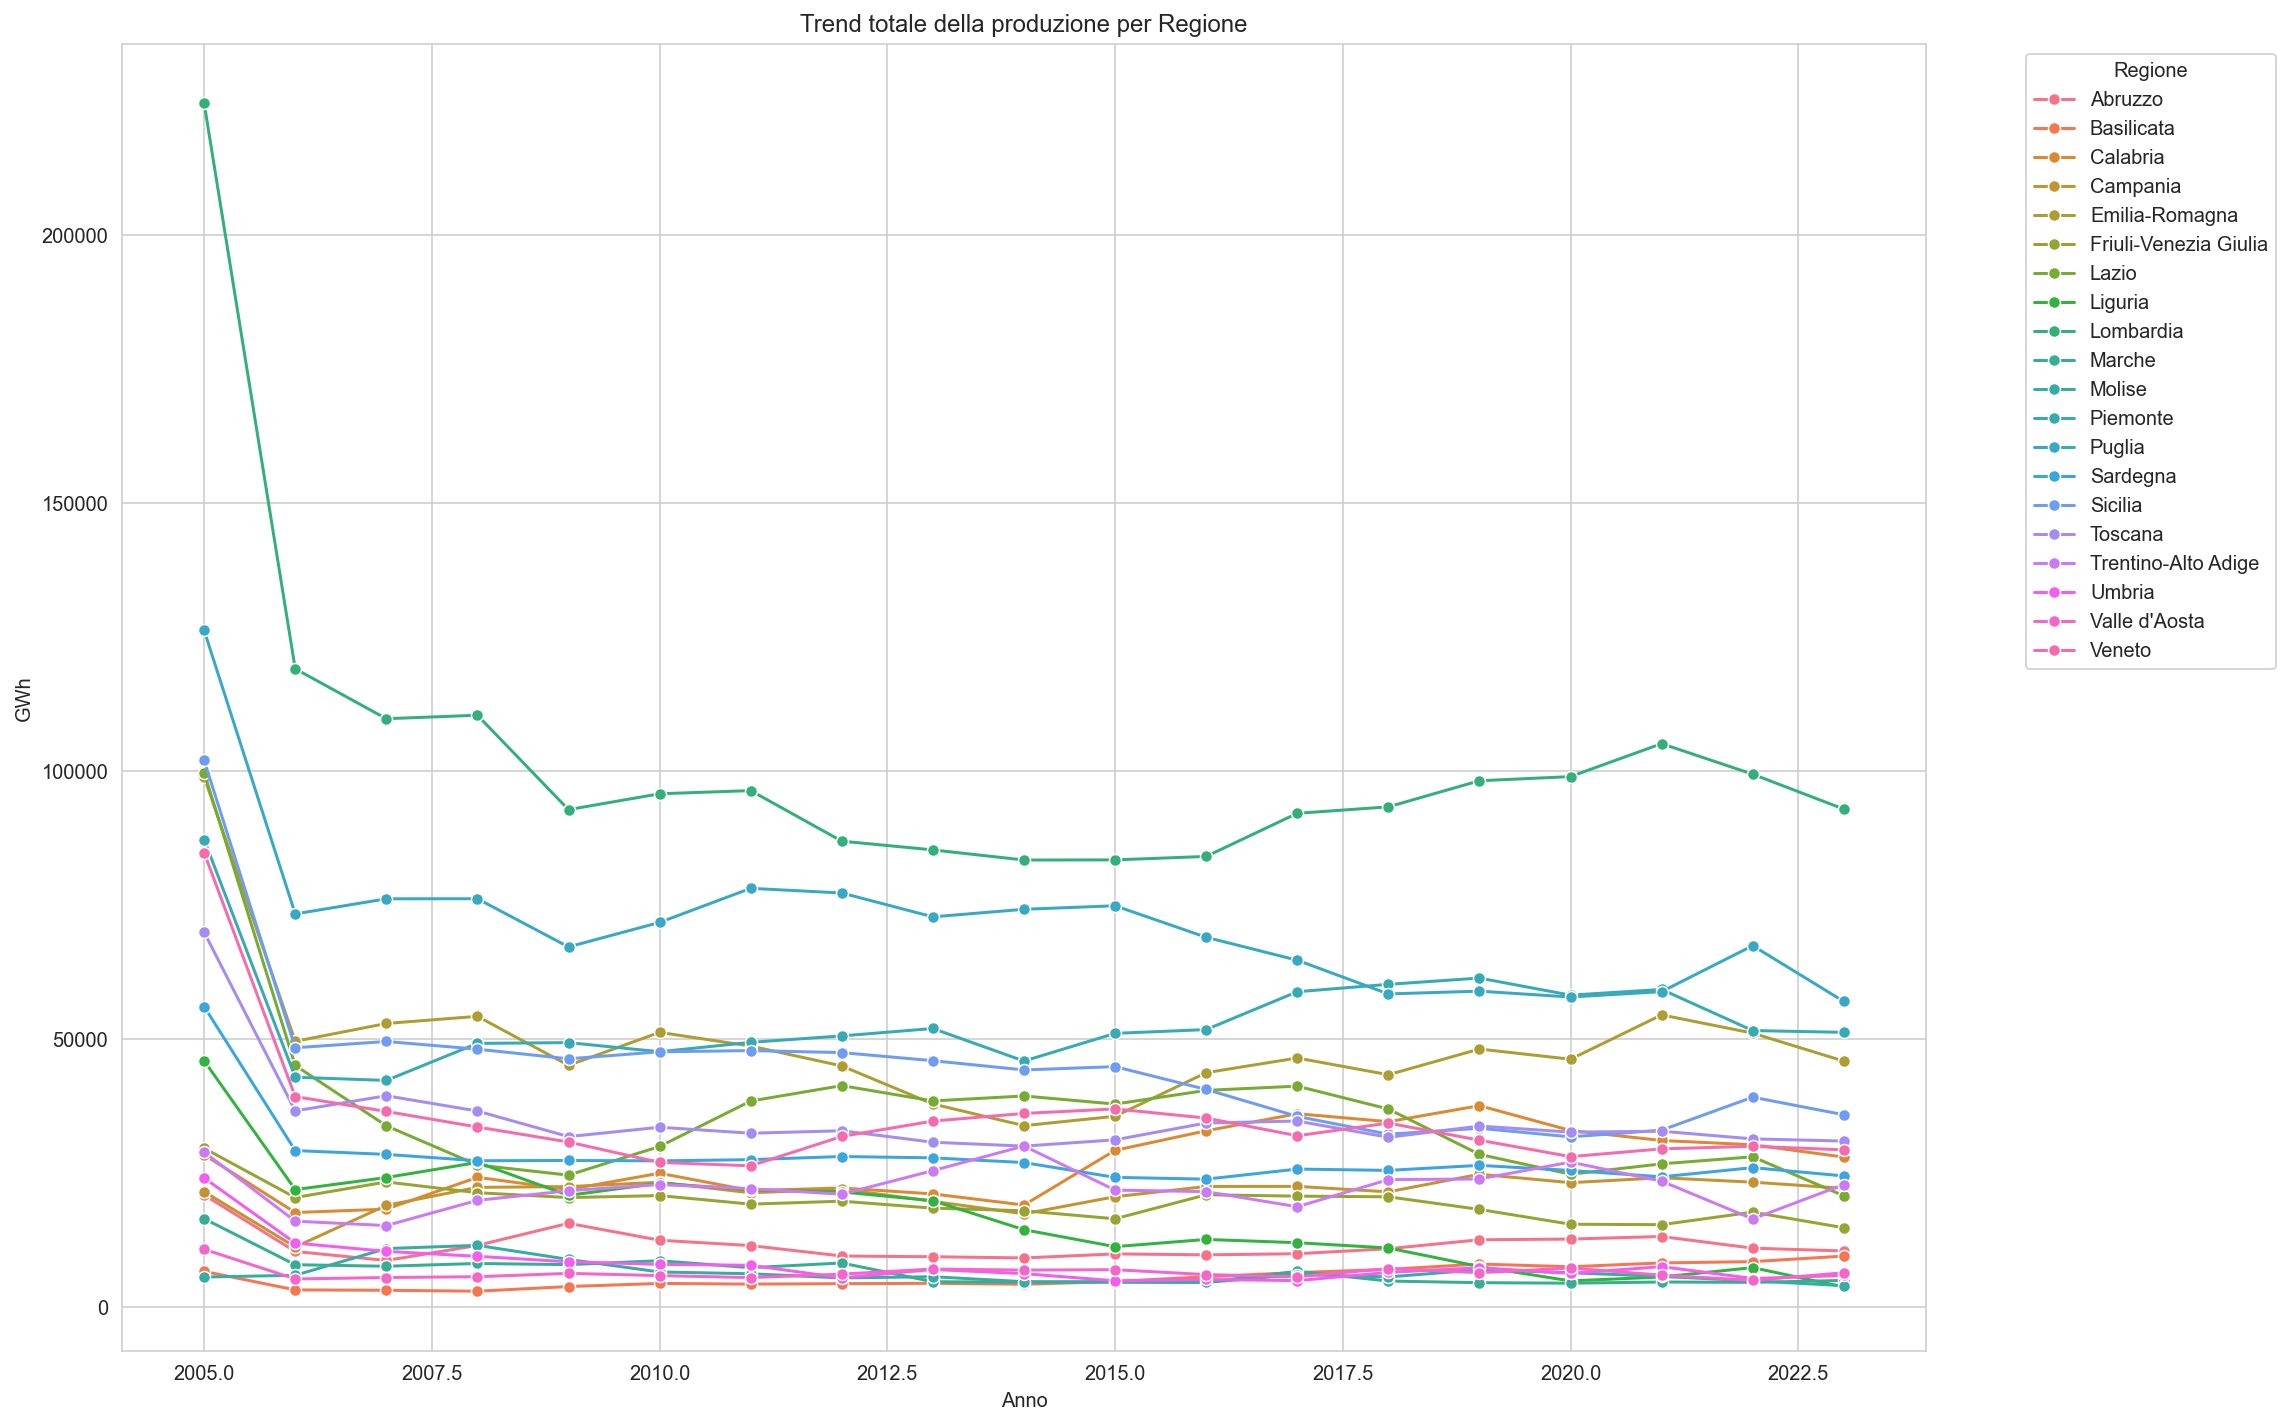 Trend totale della produzione per Regione
GWh
200000
150000
100000
50000
0
2005.0 2007.5 2010.0 2012.5 2015.0 2017.5 2020.0 2022.5
Anno
Regione
Abruzzo
Basilicata
Calabria
Campania
Emilia-Romagna
Friuli-Venezia Giulia
Lazio
Liguria
Lombardia
Marche
Molise
Piemonte
Puglia
Sardegna
Sicilia
Toscana
Trentino-Alto Adige
Umbria
Valle d'Aosta
Veneto